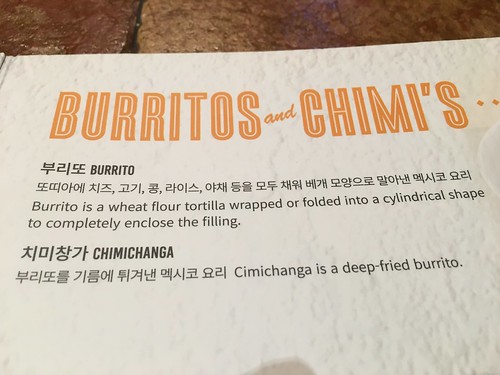 BURRITOS and CHIMI'S
부리또 BURRITO
또띠아에 치즈, 고기, 콩, 라이스, 야채 등을 모두 채워 베개 모양으로 말아낸 멕시코 요리
Burrito is a wheat flour tortilla wrapped or folded into a cylindrical shape
to completely enclose the filling.
치미창가 CHIMICHANGA
부리또를 기름에 튀겨낸 멕시코 요리 Cimichanga is a deep-fried burrito.